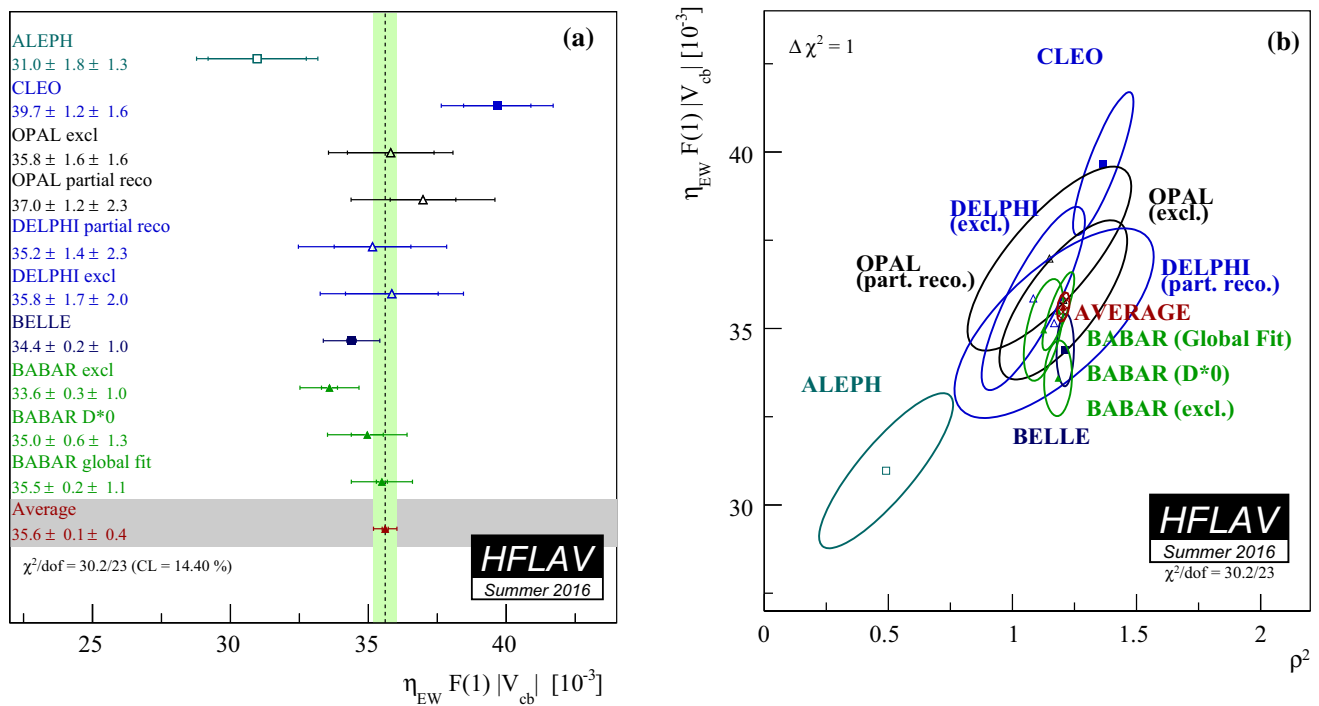 (a)
ALEPH
31.0 ± 1.8 ± 1.3
CLEO
39.7 ± 1.2 ± 1.6
OPAL excl
35.8 ± 1.6 ± 1.6
OPAL partial reco
37.0 ± 1.2 ± 2.3
DELPHI partial reco
35.2 ± 1.4 ± 2.3
DELPHI excl
35.8 ± 1.7 ± 2.0
BELLE
34.4 ± 0.2 ± 1.0
BABAR excl
33.6 ± 0.3 ± 1.0
BABAR D*0
35.0 ± 0.6 ± 1.3
BABAR global fit
35.5 ± 0.2 ± 1.1
Average
35.6 ± 0.1 ± 0.4
χ²/dof = 30.2/23 (CL = 14.40 %)
HFLAV
Summer 2016
25 30 35 40
η_EW F(1) |V_cb| [10⁻³]
(b)
Δ χ² = 1
η_EW F(1) |V_cb| [10⁻³]
40
35
30
CLEO
OPAL
(excl.)
DELPHI
(excl.)
OPAL
(part. reco.)
DELPHI
(part. reco.)
AVERAGE
BABAR (Global Fit)
BABAR (D*0)
BABAR (excl.)
ALEPH
BELLE
HFLAV
Summer 2016
χ²/dof = 30.2/23
0 0.5 1 1.5 2
ρ²